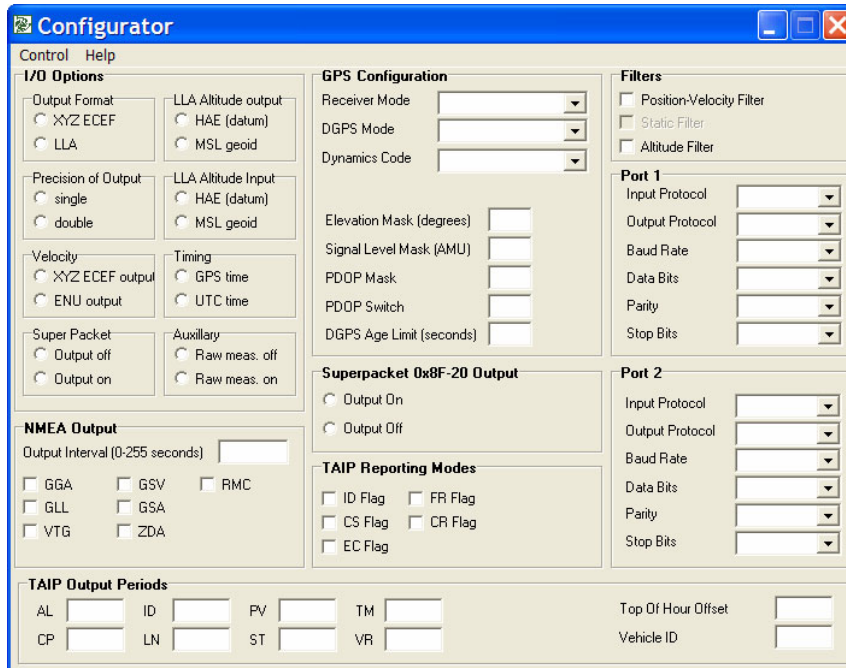 Configurator
Control Help
I/O Options
Output Format
XYZ ECEF
LLA
LLA Altitude output
HAE (datum)
MSL geoid
Precision of Output
single
double
LLA Altitude Input
HAE (datum)
MSL geoid
Velocity
XYZ ECEF output
ENU output
Timing
GPS time
UTC time
Super Packet
Output off
Output on
Auxillary
Raw meas. off
Raw meas. on
NMEA Output
Output Interval (0-255 seconds)
GGA GSV RMC
GLL GSA
VTG ZDA
GPS Configuration
Receiver Mode
DGPS Mode
Dynamics Code
Elevation Mask (degrees)
Signal Level Mask (AMU)
PDOP Mask
PDOP Switch
DGPS Age Limit (seconds)
Superpacket 0x8F-20 Output
Output On
Output Off
TAIP Reporting Modes
ID Flag FR Flag
CS Flag CR Flag
EC Flag
Filters
Position-Velocity Filter
Static Filter
Altitude Filter
Port 1
Input Protocol
Output Protocol
Baud Rate
Data Bits
Parity
Stop Bits
Port 2
Input Protocol
Output Protocol
Baud Rate
Data Bits
Parity
Stop Bits
TAIP Output Periods
AL ID PV TM Top Of Hour Offset
CP LN ST VR Vehicle ID